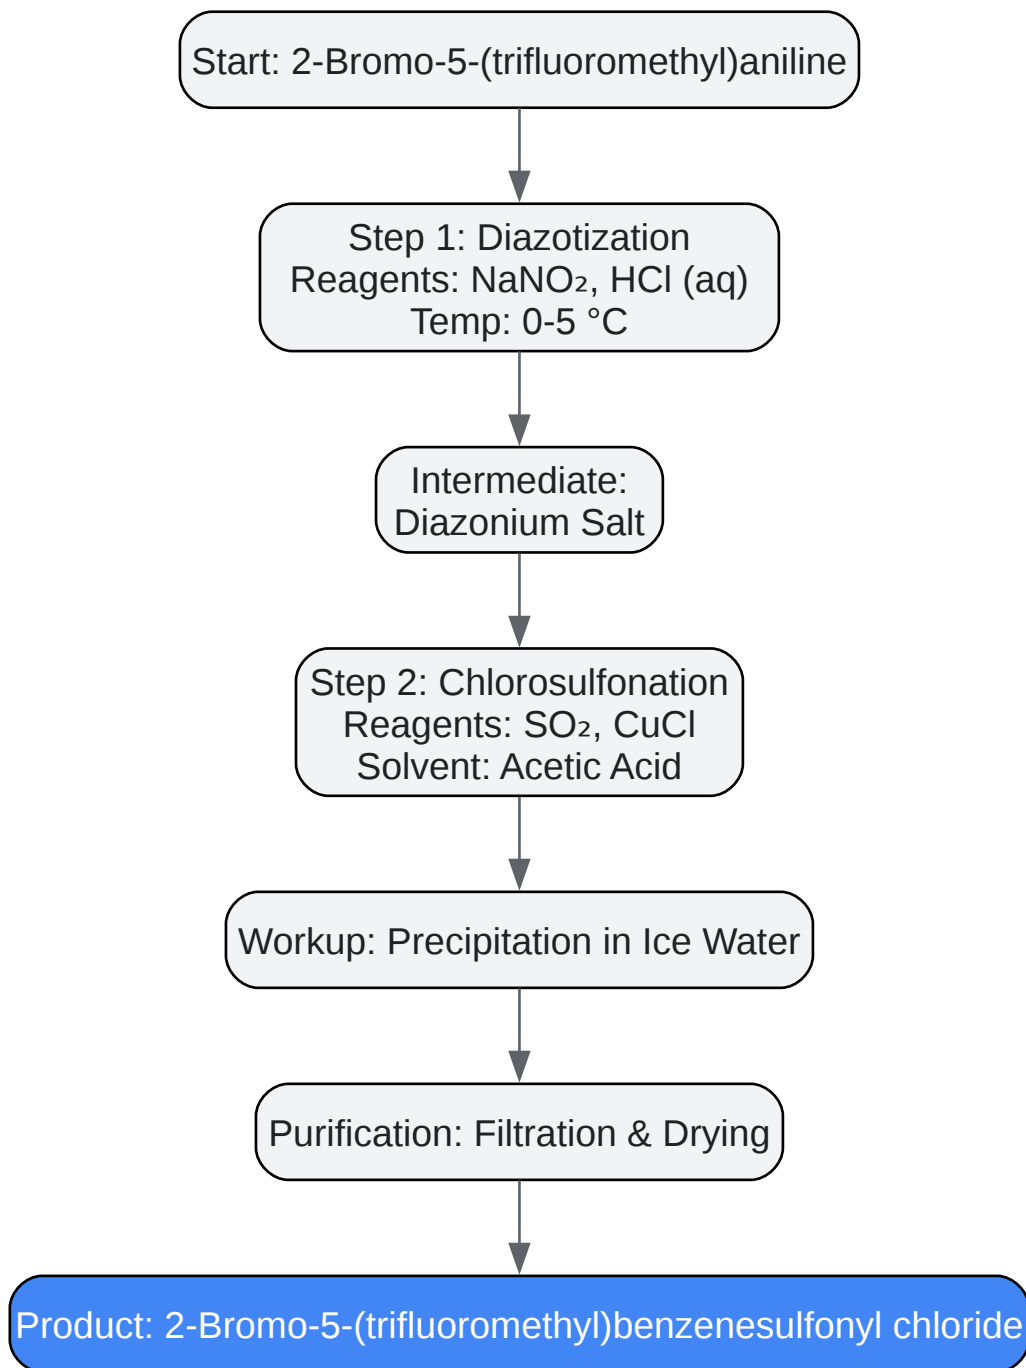 Start: 2-Bromo-5-(trifluoromethyl)aniline
Step 1: Diazotization
Reagents: NaNO₂, HCl (aq)
Temp: 0-5 °C
Intermediate:
Diazonium Salt
Step 2: Chlorosulfonation
Reagents: SO₂, CuCl
Solvent: Acetic Acid
Workup: Precipitation in Ice Water
Purification: Filtration & Drying
Product: 2-Bromo-5-(trifluoromethyl)benzenesulfonyl chloride